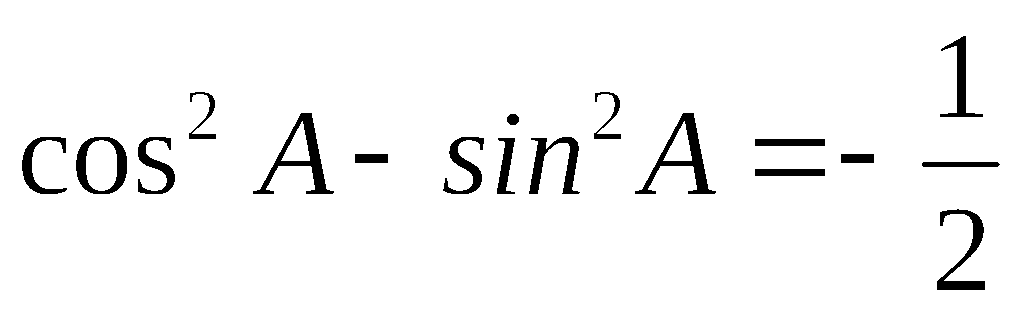 cos² A - sin² A = - 1/2